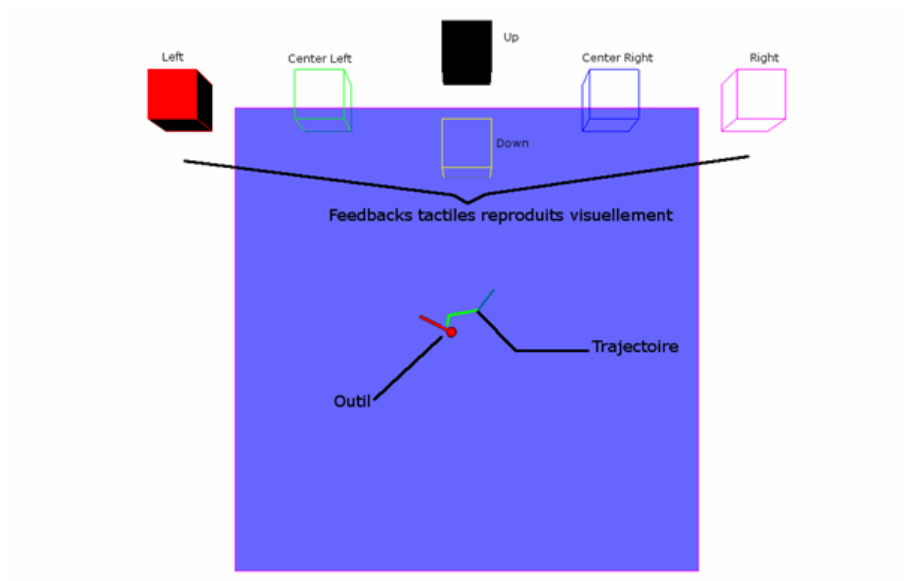 Up
Left
Center Left
Center Right
Right
Down
Feedbacks tactiles reproduits visuellement
Trajectoire
Outil